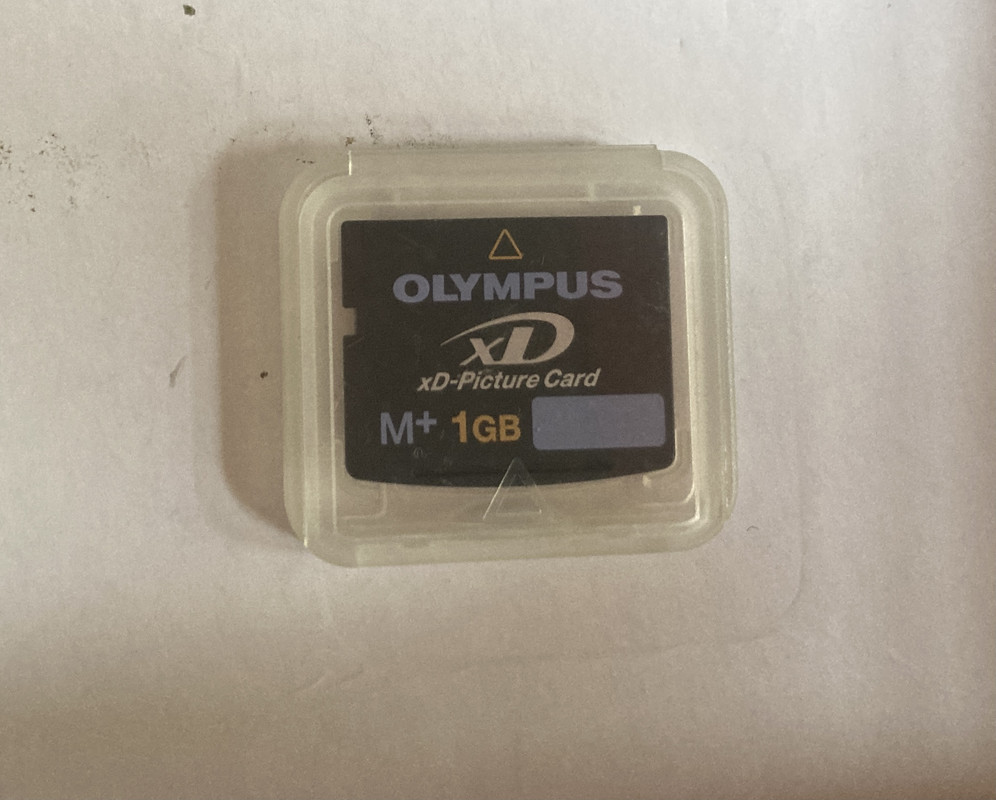 OLYMPUS
xD
xD-Picture Card
M+ 1GB